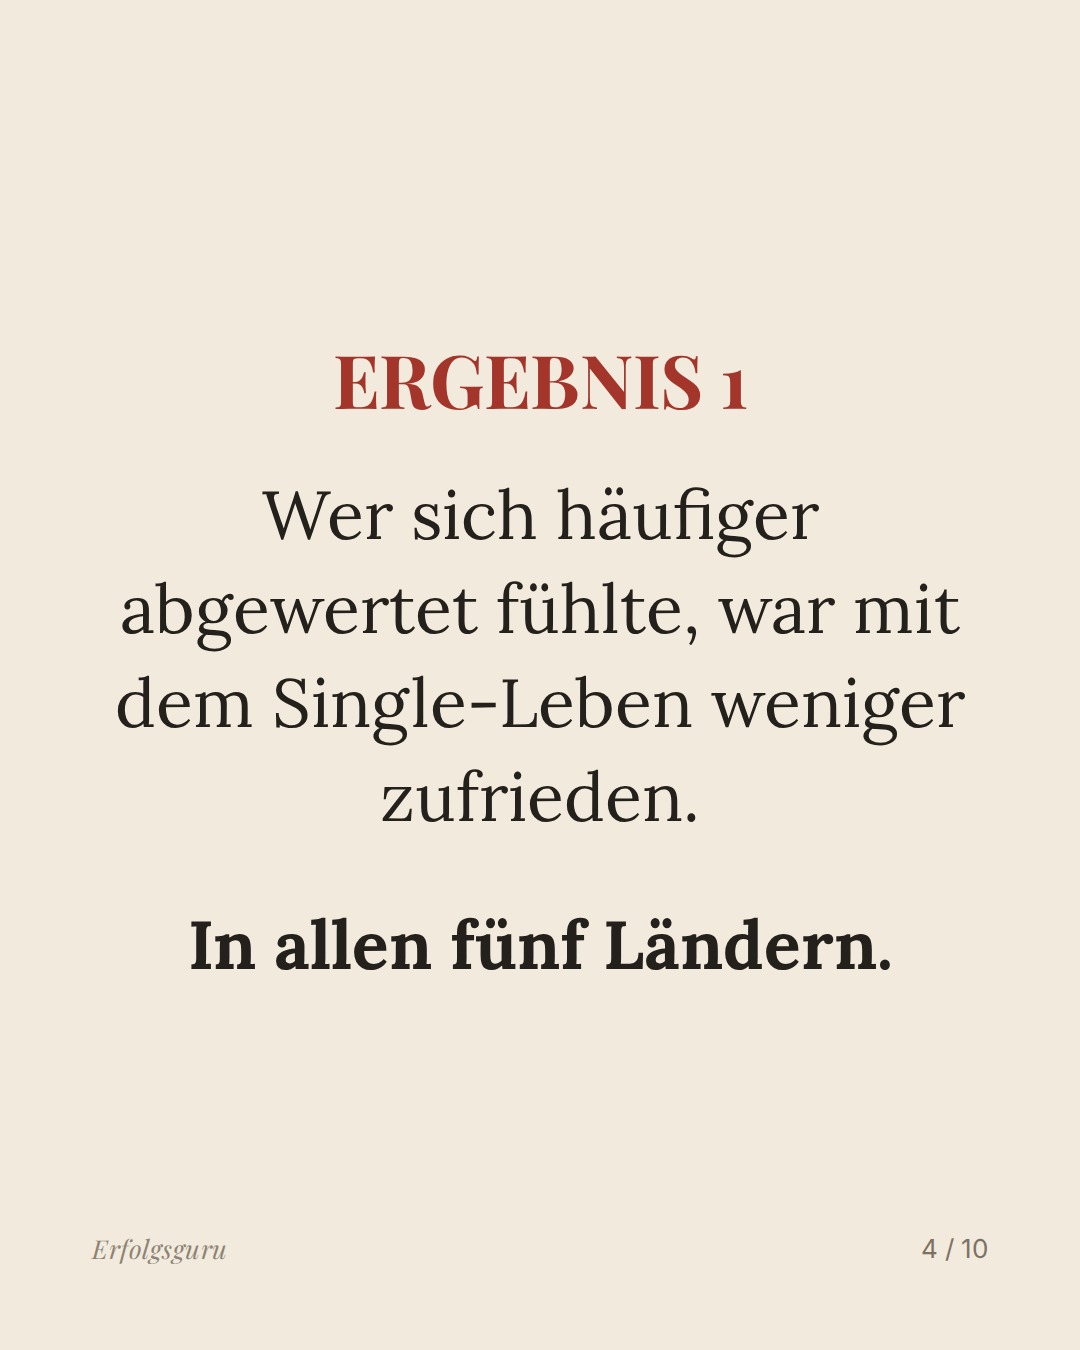 ERGEBNIS 1
Wer sich häufiger
abgewertet fühlte, war mit
dem Single-Leben weniger
zufrieden.
In allen fünf Ländern.
Erfolgsguru
4 / 10